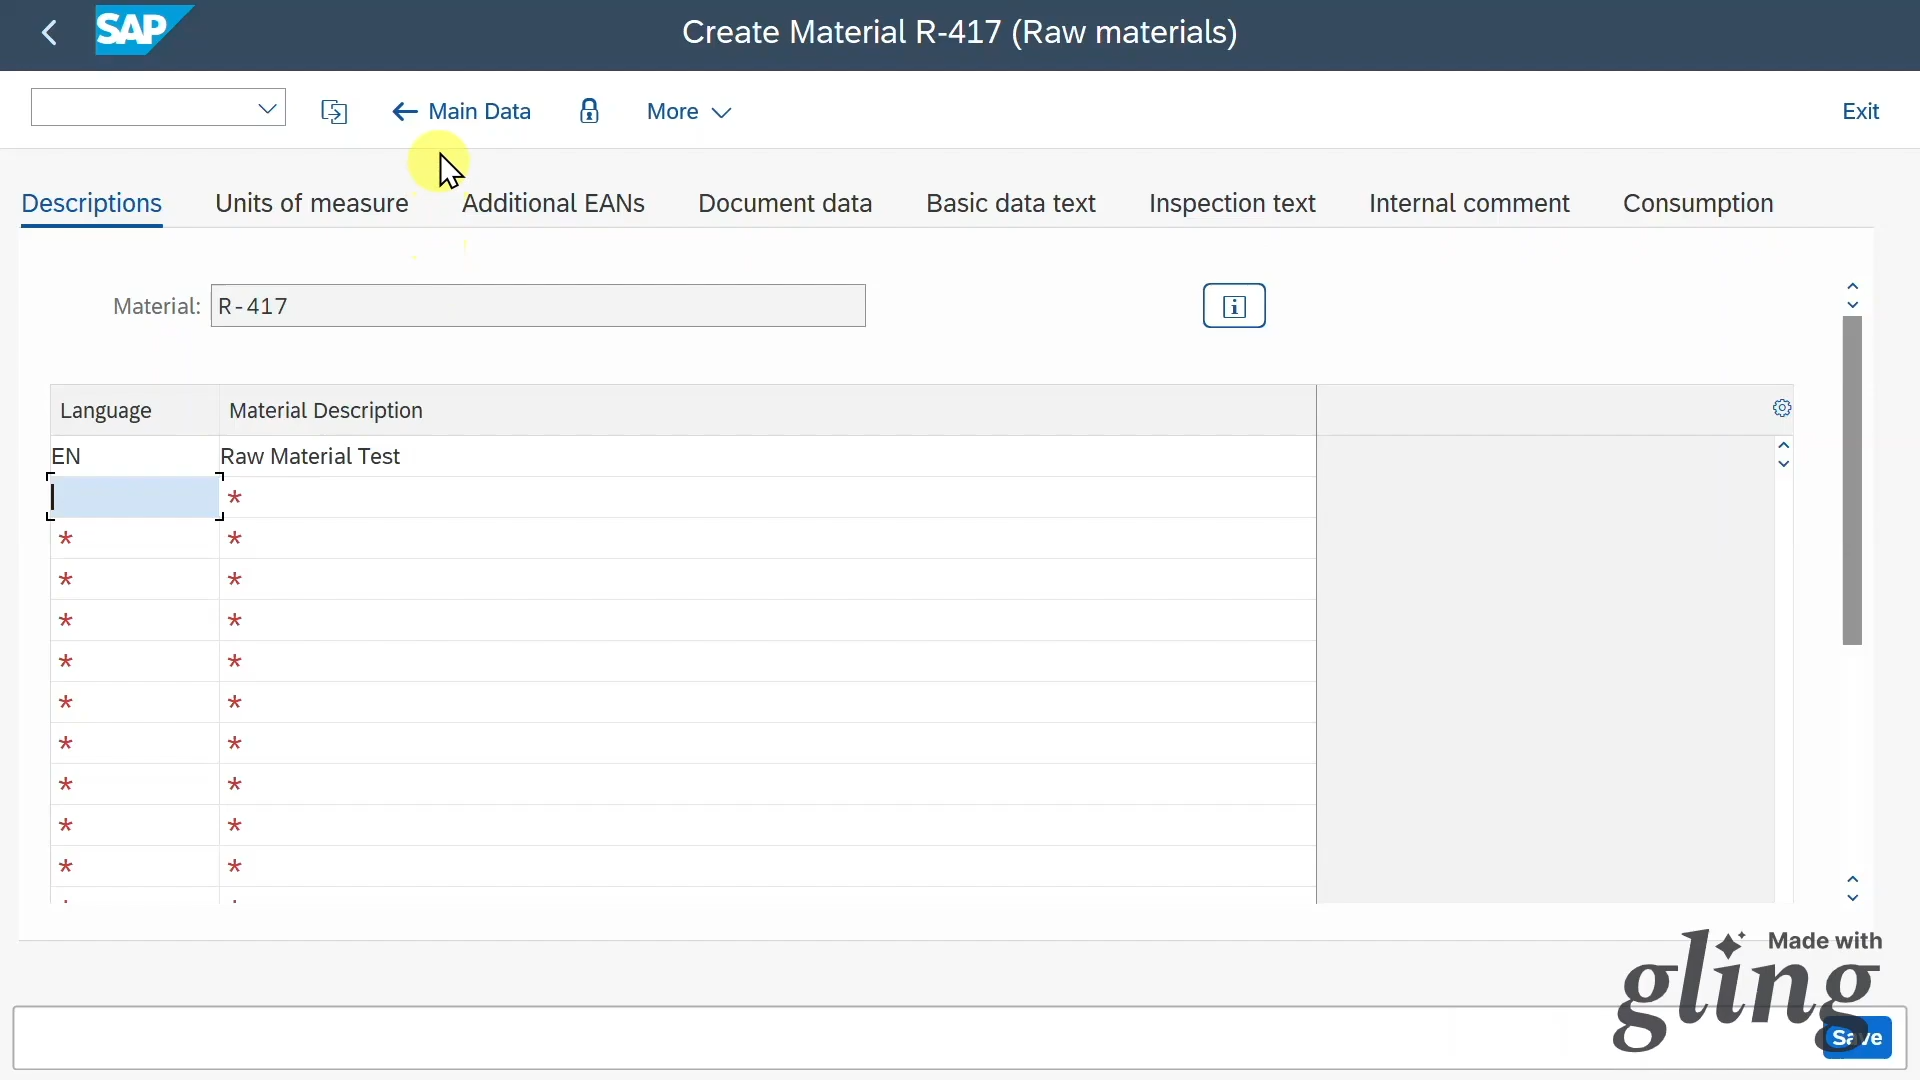 SAP
Create Material R-417 (Raw materials)
Main Data
More
Exit
Descriptions
Units of measure
Additional EANs
Document data
Basic data text
Inspection text
Internal comment
Consumption
Material:
R-417
Language
Material Description
EN
Raw Material Test
*
* *
* *
* *
* *
* *
* *
* *
* *
* *
Made with
gling
Save